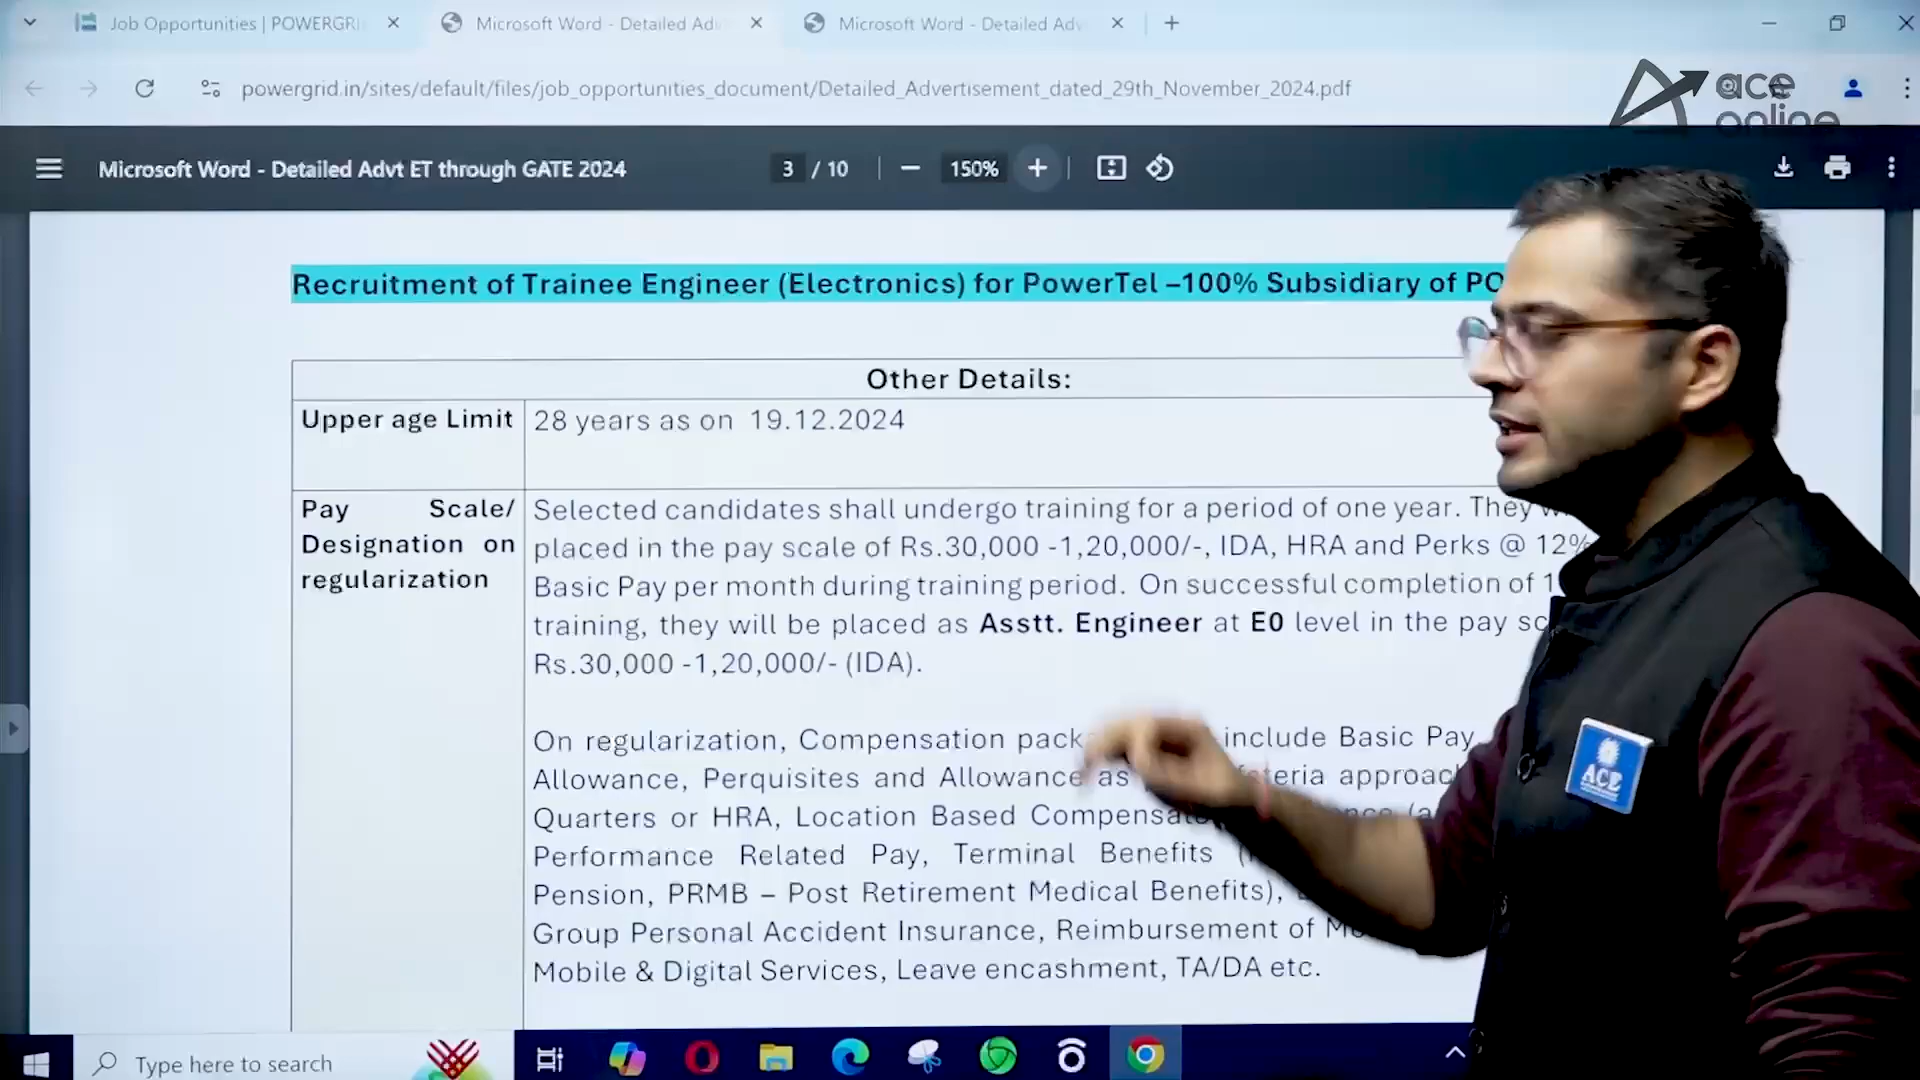 Job Opportunities | POWERGRI
Microsoft Word - Detailed Adv
Microsoft Word - Detailed Adv
powergrid.in/sites/default/files/job_opportunities_document/Detailed_Advertisement_dated_29th_November_2024.pdf
ace
online
Microsoft Word - Detailed Advt ET through GATE 2024
3 / 10
150%
Recruitment of Trainee Engineer (Electronics) for PowerTel –100% Subsidiary of PO
Other Details:
Upper age Limit
28 years as on 19.12.2024
Pay Scale/
Designation on
regularization
Selected candidates shall undergo training for a period of one year. They
placed in the pay scale of Rs.30,000 -1,20,000/-, IDA, HRA and Perks @ 12%
Basic Pay per month during training period. On successful completion of 1
training, they will be placed as Asstt. Engineer at E0 level in the pay sc
Rs.30,000 -1,20,000/- (IDA).
On regularization, Compensation pack include Basic Pay
Allowance, Perquisites and Allowance as approac
Quarters or HRA, Location Based Compensat
Performance Related Pay, Terminal Benefits
Pension, PRMB – Post Retirement Medical Benefits),
Group Personal Accident Insurance, Reimbursement of
Mobile & Digital Services, Leave encashment, TA/DA etc.
ACE
Type here to search